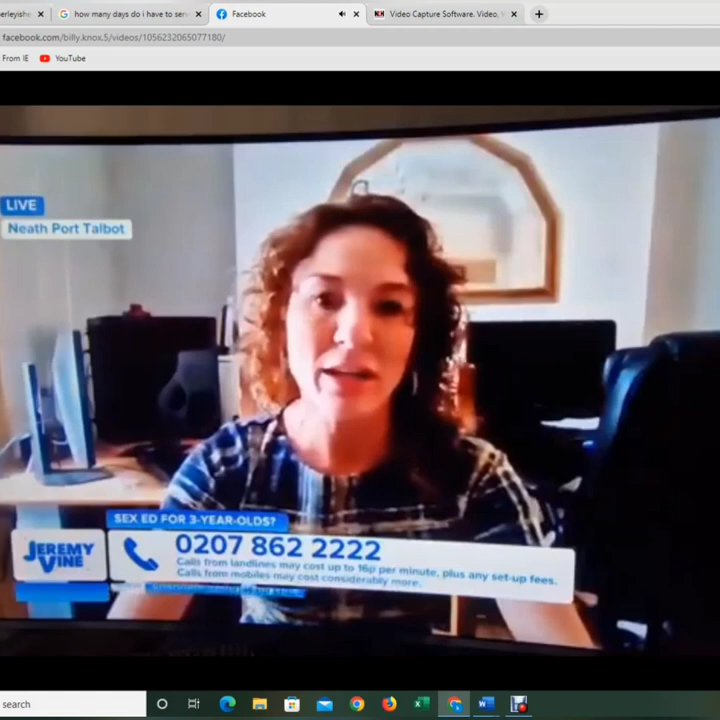 erleyishe
how many days do i have to ser
Facebook
Video Capture Software. Video,
facebook.com/billy.knox.5/videos/1056232065077180/
From IE
YouTube
LIVE
Neath Port Talbot
SEX ED FOR 3-YEAR-OLDS?
JEREMY
VINE
0207 862 2222
Calls from landlines may cost up to 16p per minute, plus any set-up fees.
Calls from mobiles may cost considerably more.
search